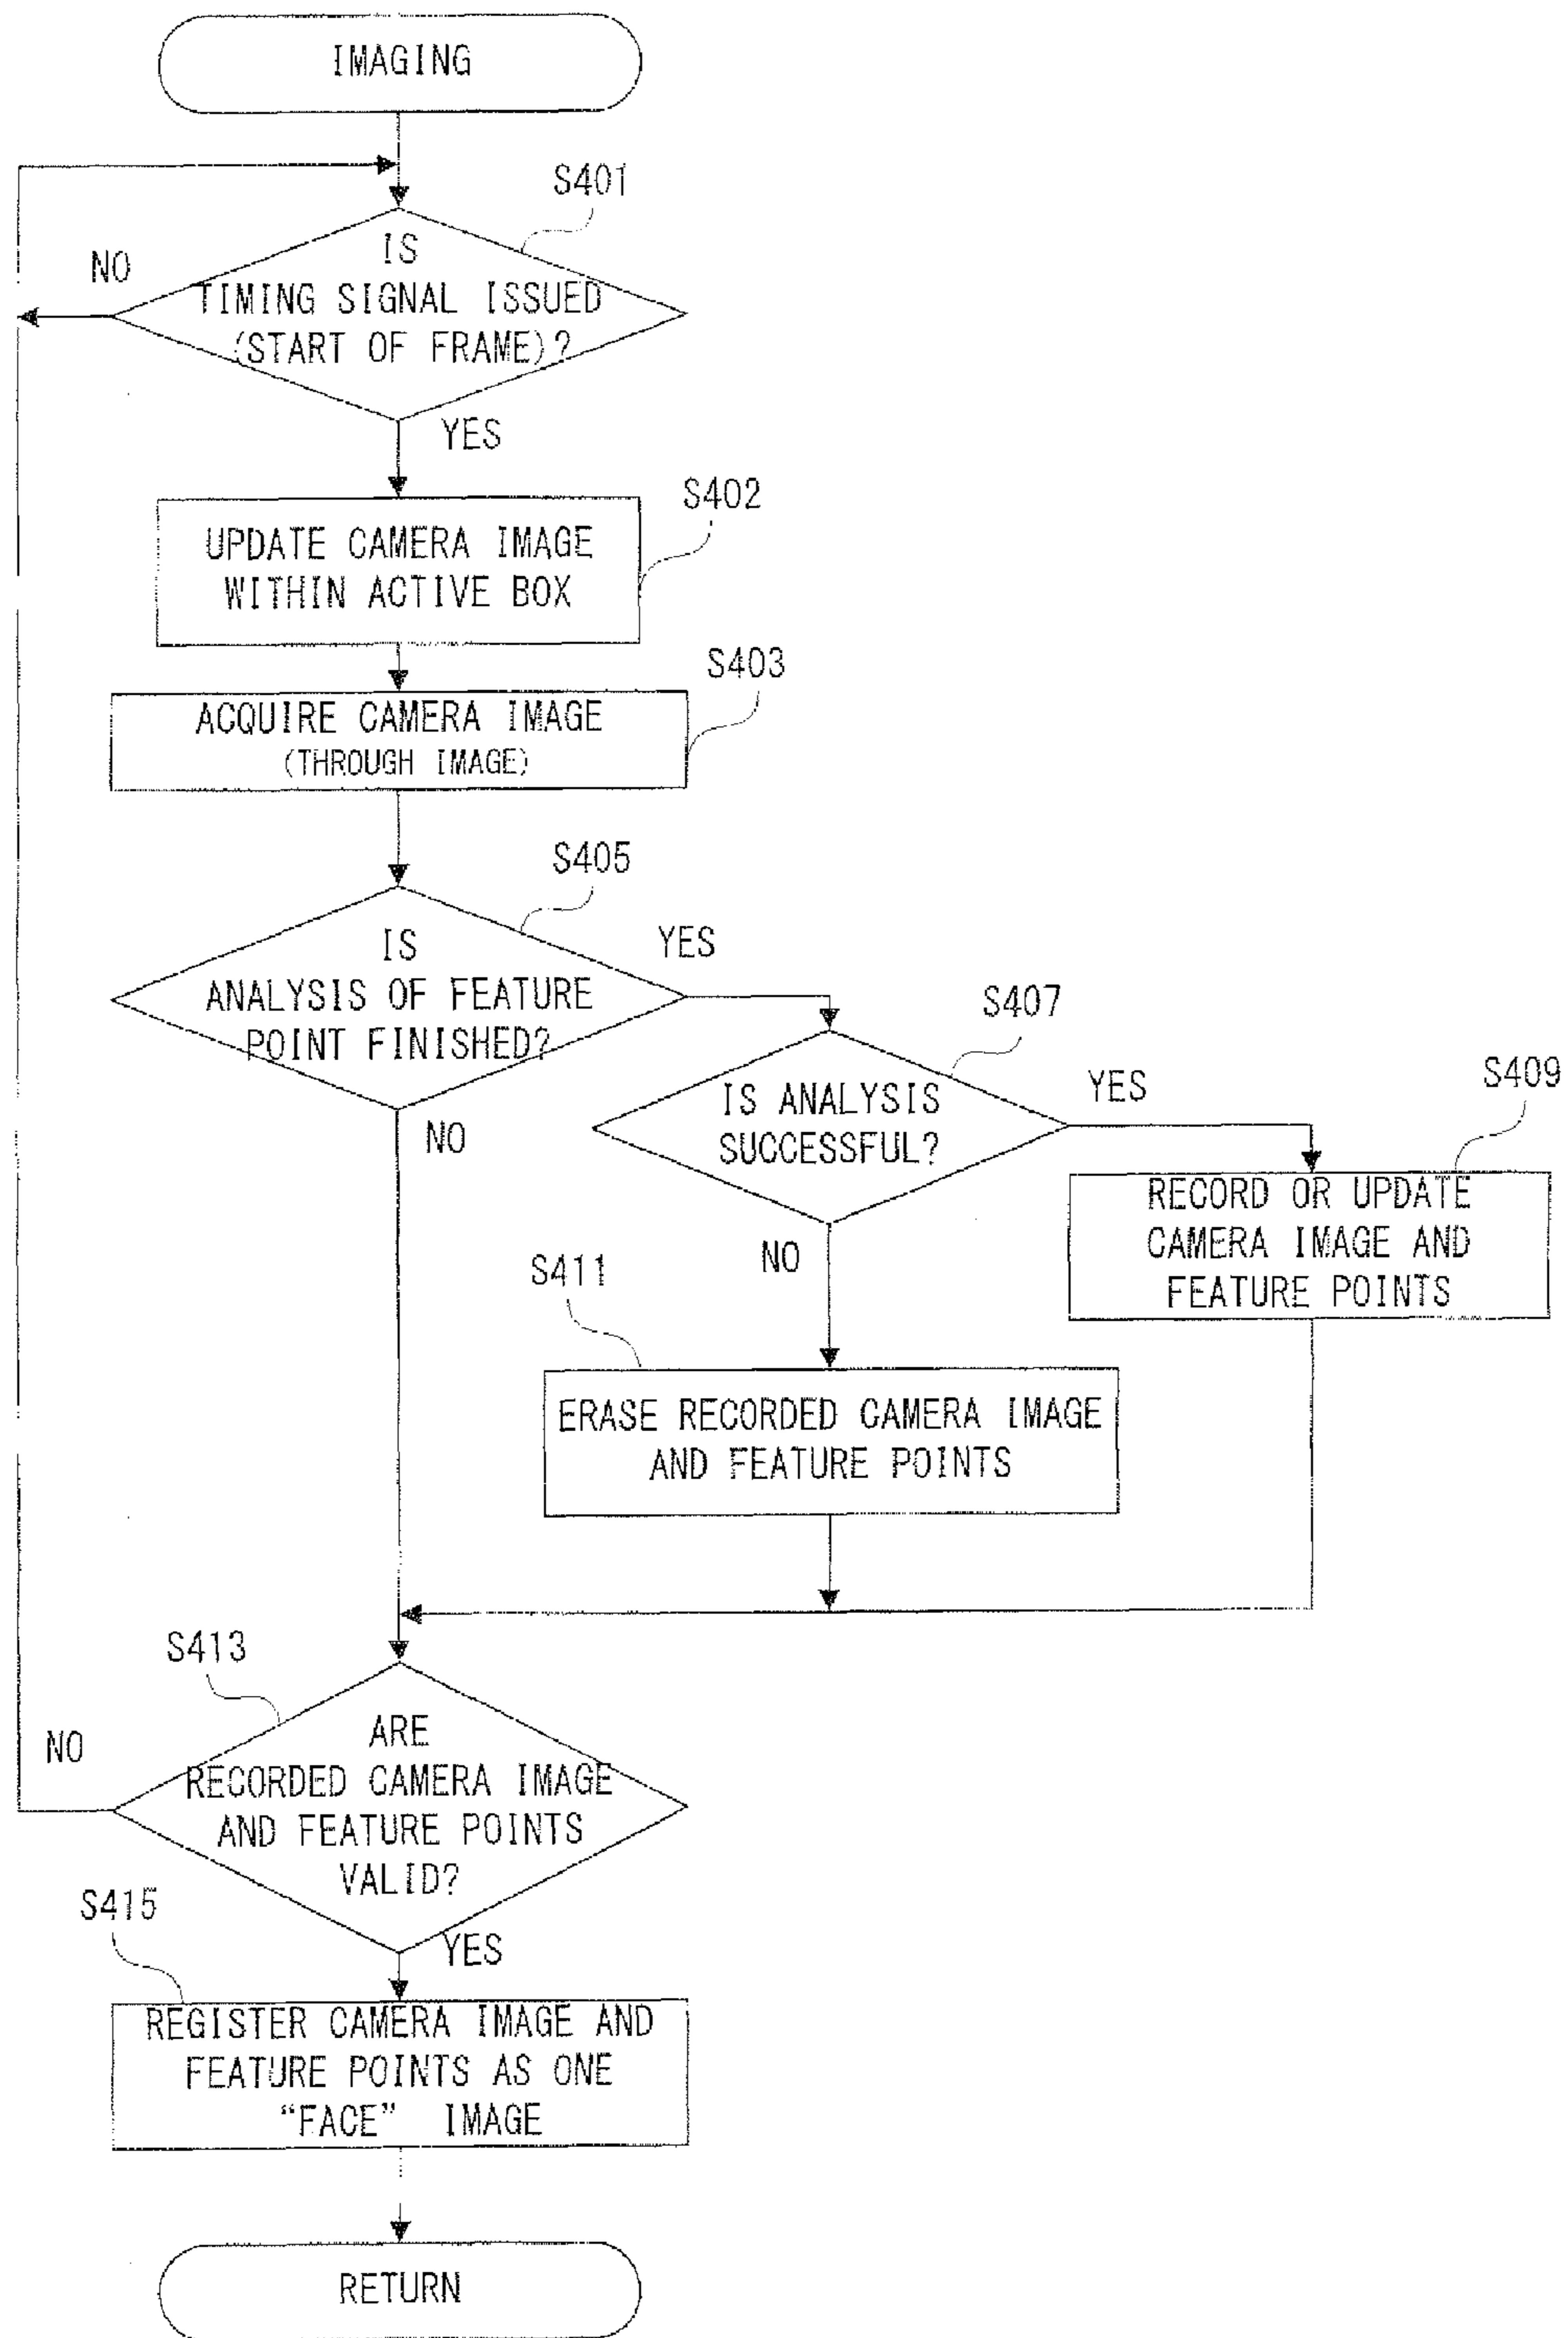 IMAGING
S401
NO
IS
TIMING SIGNAL ISSUED
(START OF FRAME)?
YES
S402
UPDATE CAMERA IMAGE
WITHIN ACTIVE BOX
S403
ACQUIRE CAMERA IMAGE
(THROUGH IMAGE)
S405
IS
ANALYSIS OF FEATURE
POINT FINISHED?
YES
NO
S407
IS ANALYSIS
SUCCESSFUL?
YES
NO
S409
RECORD OR UPDATE
CAMERA IMAGE AND
FEATURE POINTS
S411
ERASE RECORDED CAMERA IMAGE
AND FEATURE POINTS
S413
NO
ARE
RECORDED CAMERA IMAGE
AND FEATURE POINTS
VALID?
YES
S415
REGISTER CAMERA IMAGE AND
FEATURE POINTS AS ONE
“FACE” IMAGE
RETURN